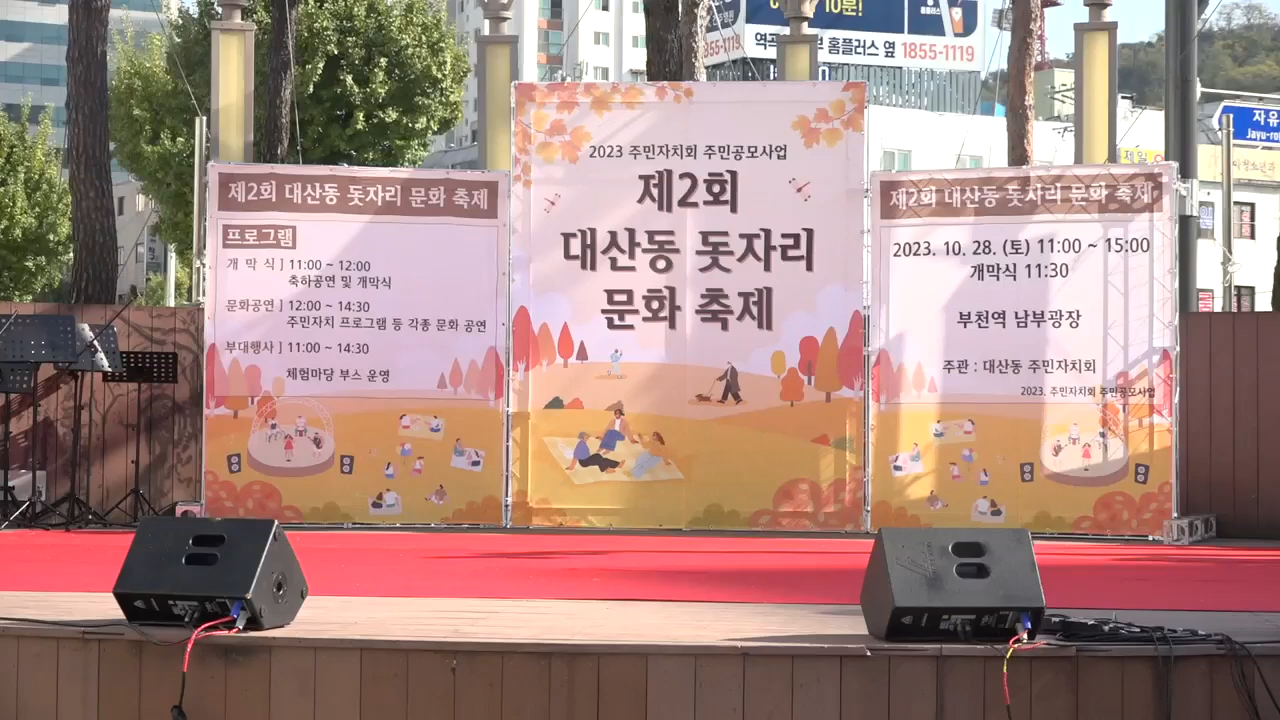 10분!
역곡 홈플러스 옆 1855-1119
855-1119
자유
Jayu-ro
제일
제2회 대산동 돗자리 문화 축제
프로그램
개 막 식 ] 11:00 ~ 12:00
축하공연 및 개막식
문화공연 ] 12:00 ~ 14:30
주민자치 프로그램 등 각종 문화 공연
부대행사 ] 11:00 ~ 14:30
체험마당 부스 운영
2023 주민자치회 주민공모사업
제2회
대산동 돗자리
문화 축제
제2회 대산동 돗자리 문화 축제
2023. 10. 28. (토) 11:00 ~ 15:00
개막식 11:30
부천역 남부광장
주관 : 대산동 주민자치회
2023. 주민자치회 주민공모사업